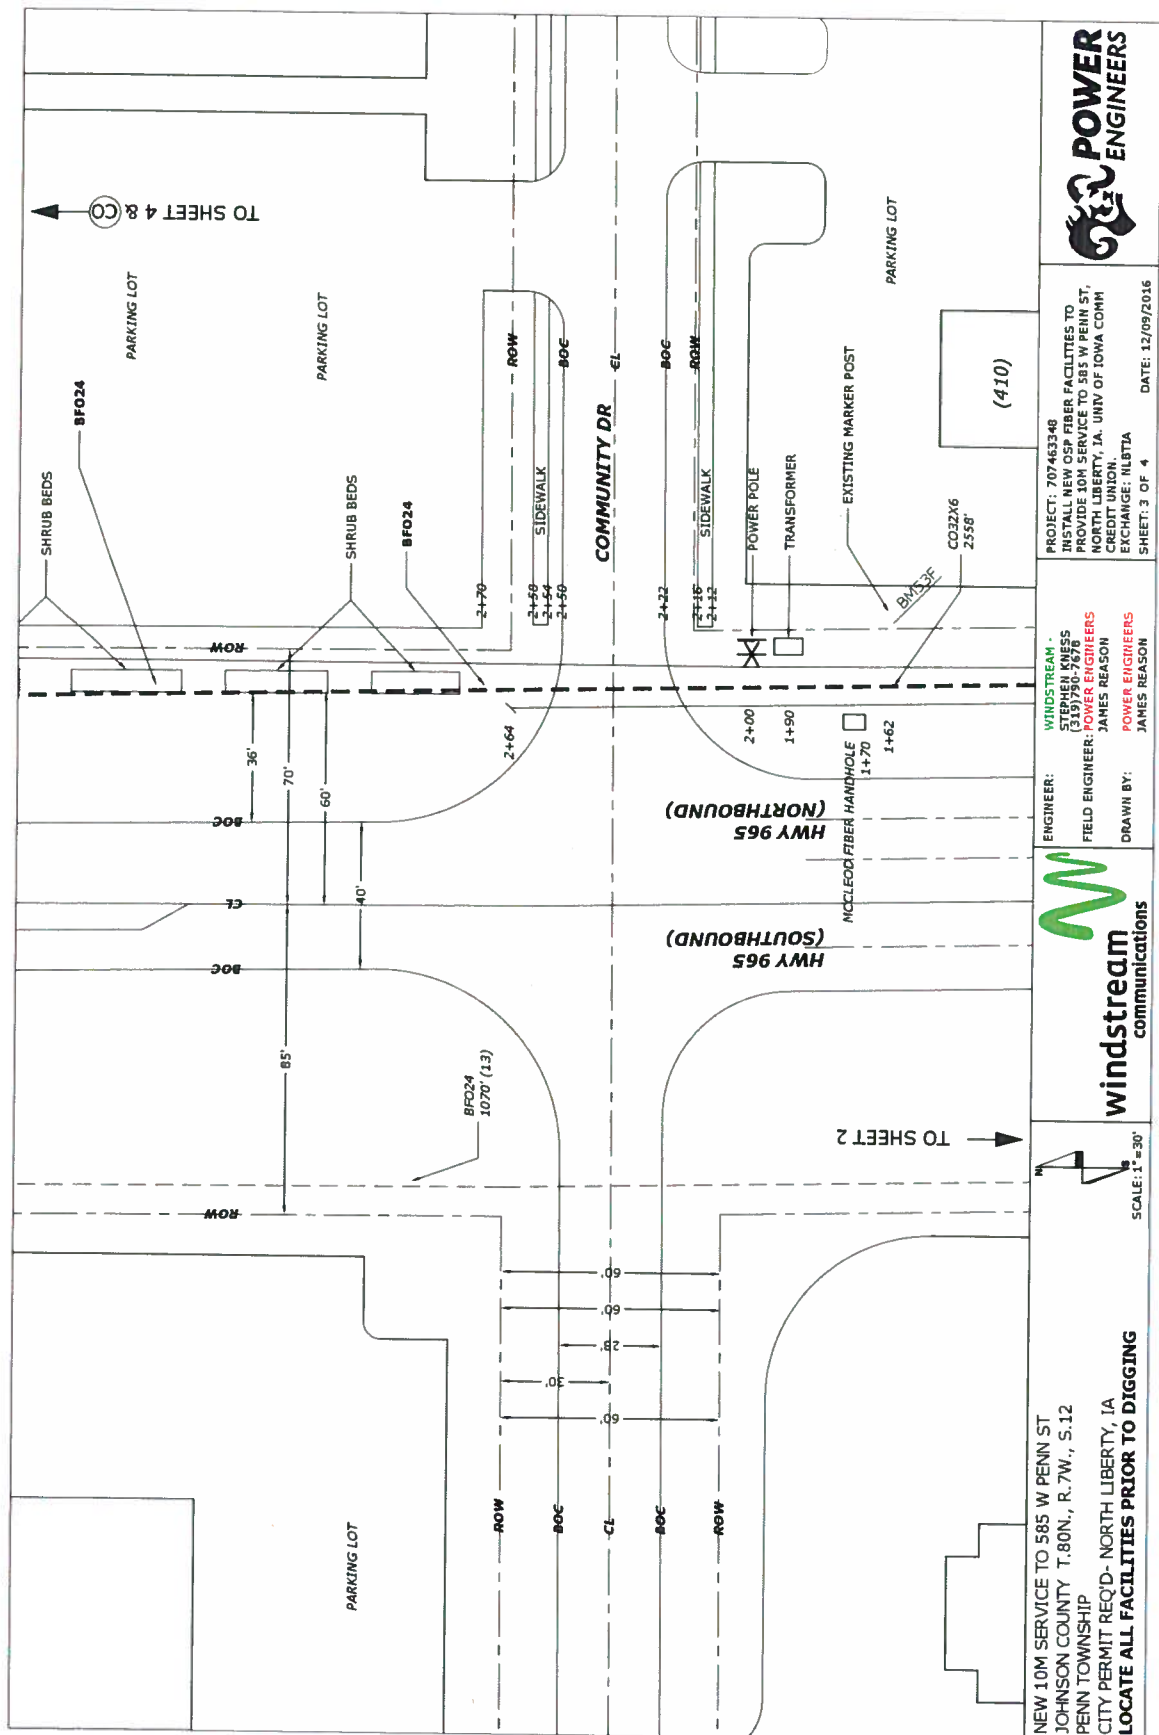 TO SHEET 4 & CO
PARKING LOT
PARKING LOT
SHRUB BEDS
BFO24
SHRUB BEDS
BFO24
ROW
36'
70'
60'
BOC
CL
40'
BOC
85'
ROW
BFO24
1070' (13)
PARKING LOT
ROW
BOC
CL
BOC
ROW
60'
60'
28'
30'
60'
2+70
2+58
2+54
2+50
SIDEWALK
ROW
BOC
COMMUNITY DR
CL
BOC
ROW
2+22
2+16
2+12
SIDEWALK
2+64
2+00
1+90
1+70
1+62
POWER POLE
TRANSFORMER
EXISTING MARKER POST
BM53F
CO32X6
2558'
MCCLEOD FIBER HANDHOLE
HWY 965
(NORTHBOUND)
HWY 965
(SOUTHBOUND)
PARKING LOT
(410)
TO SHEET 2
NEW 10M SERVICE TO 585 W PENN ST
JOHNSON COUNTY T.80N., R.7W., S.12
PENN TOWNSHIP
CITY PERMIT REQ'D- NORTH LIBERTY, IA
LOCATE ALL FACILITIES PRIOR TO DIGGING
N
S
SCALE: 1"=30'
windstream
communications
ENGINEER: WINDSTREAM -
STEPHEN KNESS
(319)790-7678
FIELD ENGINEER: POWER ENGINEERS
JAMES REASON
DRAWN BY: POWER ENGINEERS
JAMES REASON
PROJECT: 707463348
INSTALL NEW OSP FIBER FACILITIES TO
PROVIDE 10M SERVICE TO 585 W PENN ST,
NORTH LIBERTY, IA. UNIV OF IOWA COMM
CREDIT UNION.
EXCHANGE: NLBTIA
SHEET: 3 OF 4 DATE: 12/09/2016
POWER
ENGINEERS